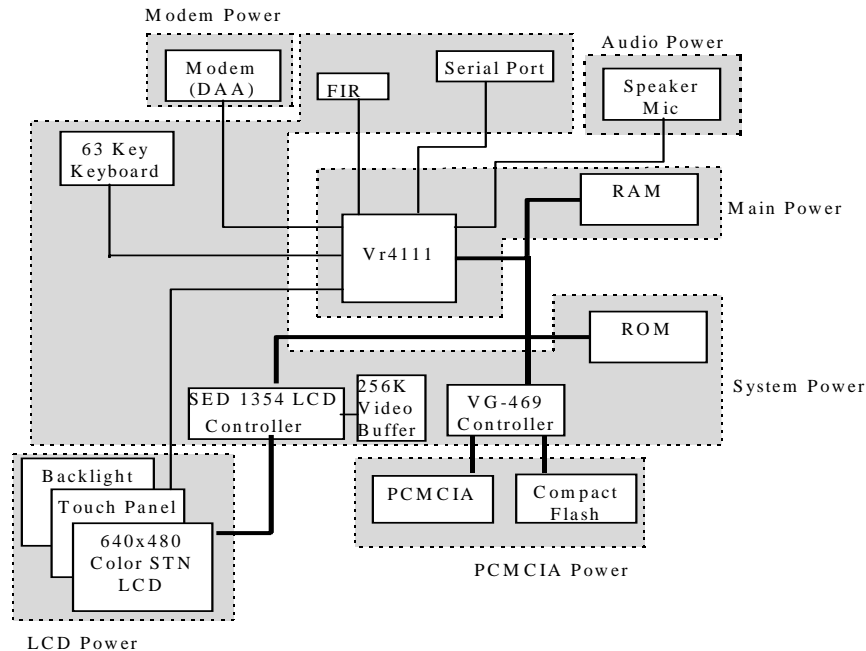 Modem Power
Modem
(DAA)
FIR
Serial Port
Audio Power
Speaker
Mic
63 Key
Keyboard
RAM
Main Power
Vr4111
ROM
System Power
SED 1354 LCD
Controller
256K
Video
Buffer
VG-469
Controller
Backlight
Touch Panel
640x480
Color STN
LCD
PCMCIA
Compact
Flash
PCMCIA Power
LCD Power